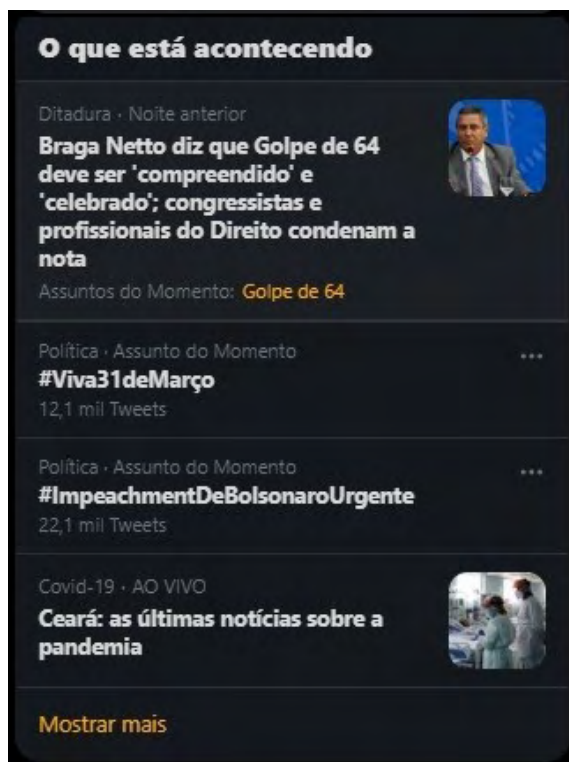 O que está acontecendo
Ditadura · Noite anterior
Braga Netto diz que Golpe de 64
deve ser 'compreendido' e
'celebrado'; congressistas e
profissionais do Direito condenam a
nota
Assuntos do Momento: Golpe de 64
Política · Assunto do Momento
#Viva31deMarço
12,1 mil Tweets
Política · Assunto do Momento
#ImpeachmentDeBolsonaroUrgente
22,1 mil Tweets
Covid-19 · AO VIVO
Ceará: as últimas notícias sobre a
pandemia
Mostrar mais